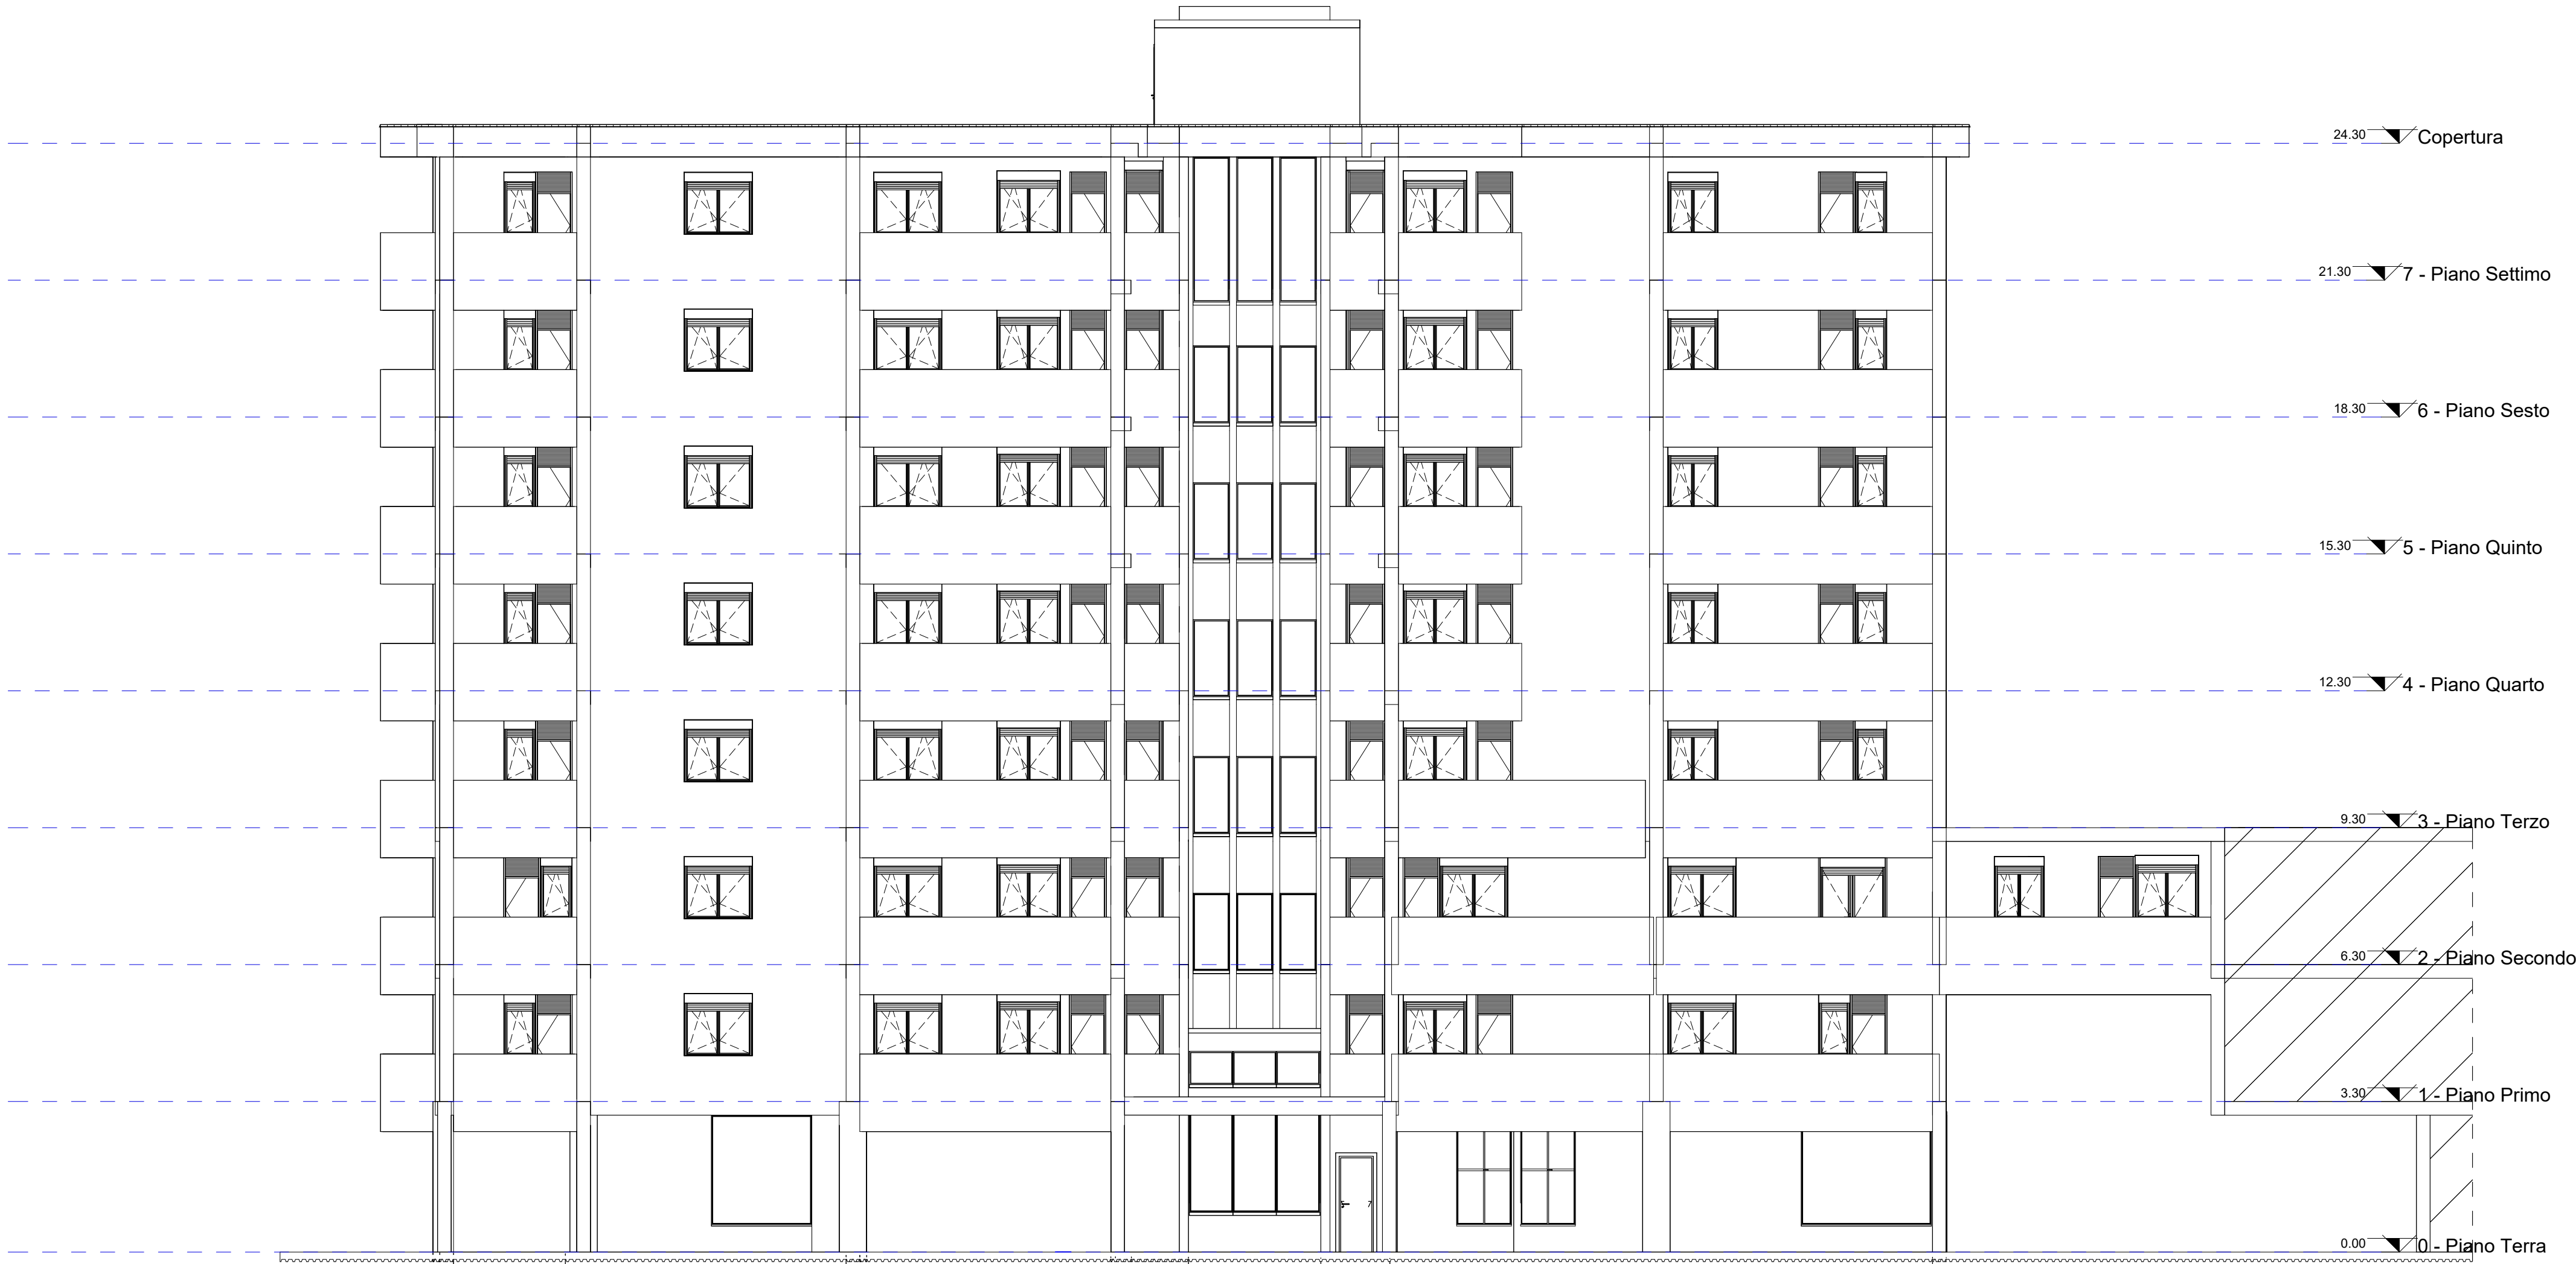 24.30 Copertura
21.30 7 - Piano Settimo
18.30 6 - Piano Sesto
15.30 5 - Piano Quinto
12.30 4 - Piano Quarto
9.30 3 - Piano Terzo
6.30 2 - Piano Secondo
3.30 1 - Piano Primo
0.00 0 - Piano Terra